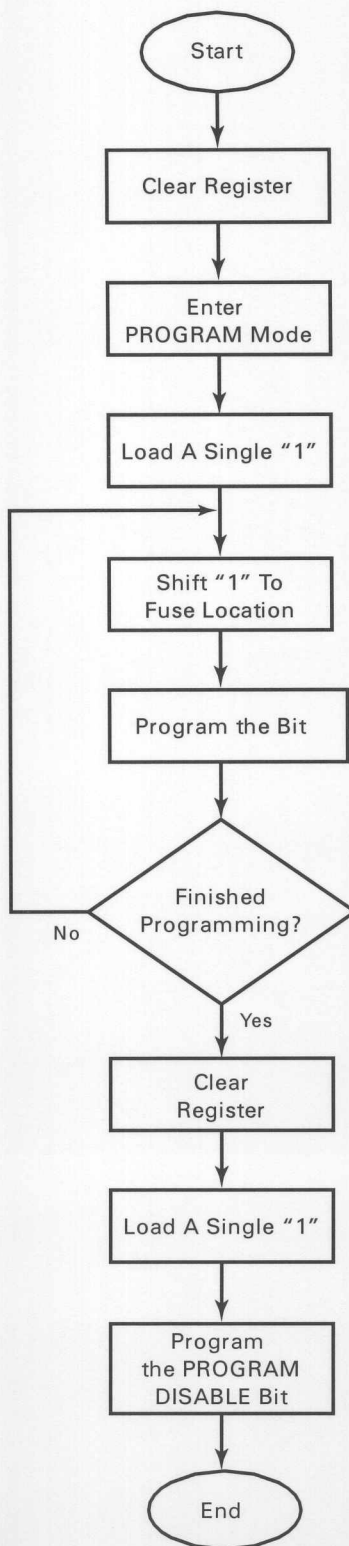 Start
Clear Register
Enter
PROGRAM Mode
Load A Single “1”
Shift “1” To
Fuse Location
Program the Bit
Finished
Programming?
No
Yes
Clear
Register
Load A Single “1”
Program
the PROGRAM
DISABLE Bit
End